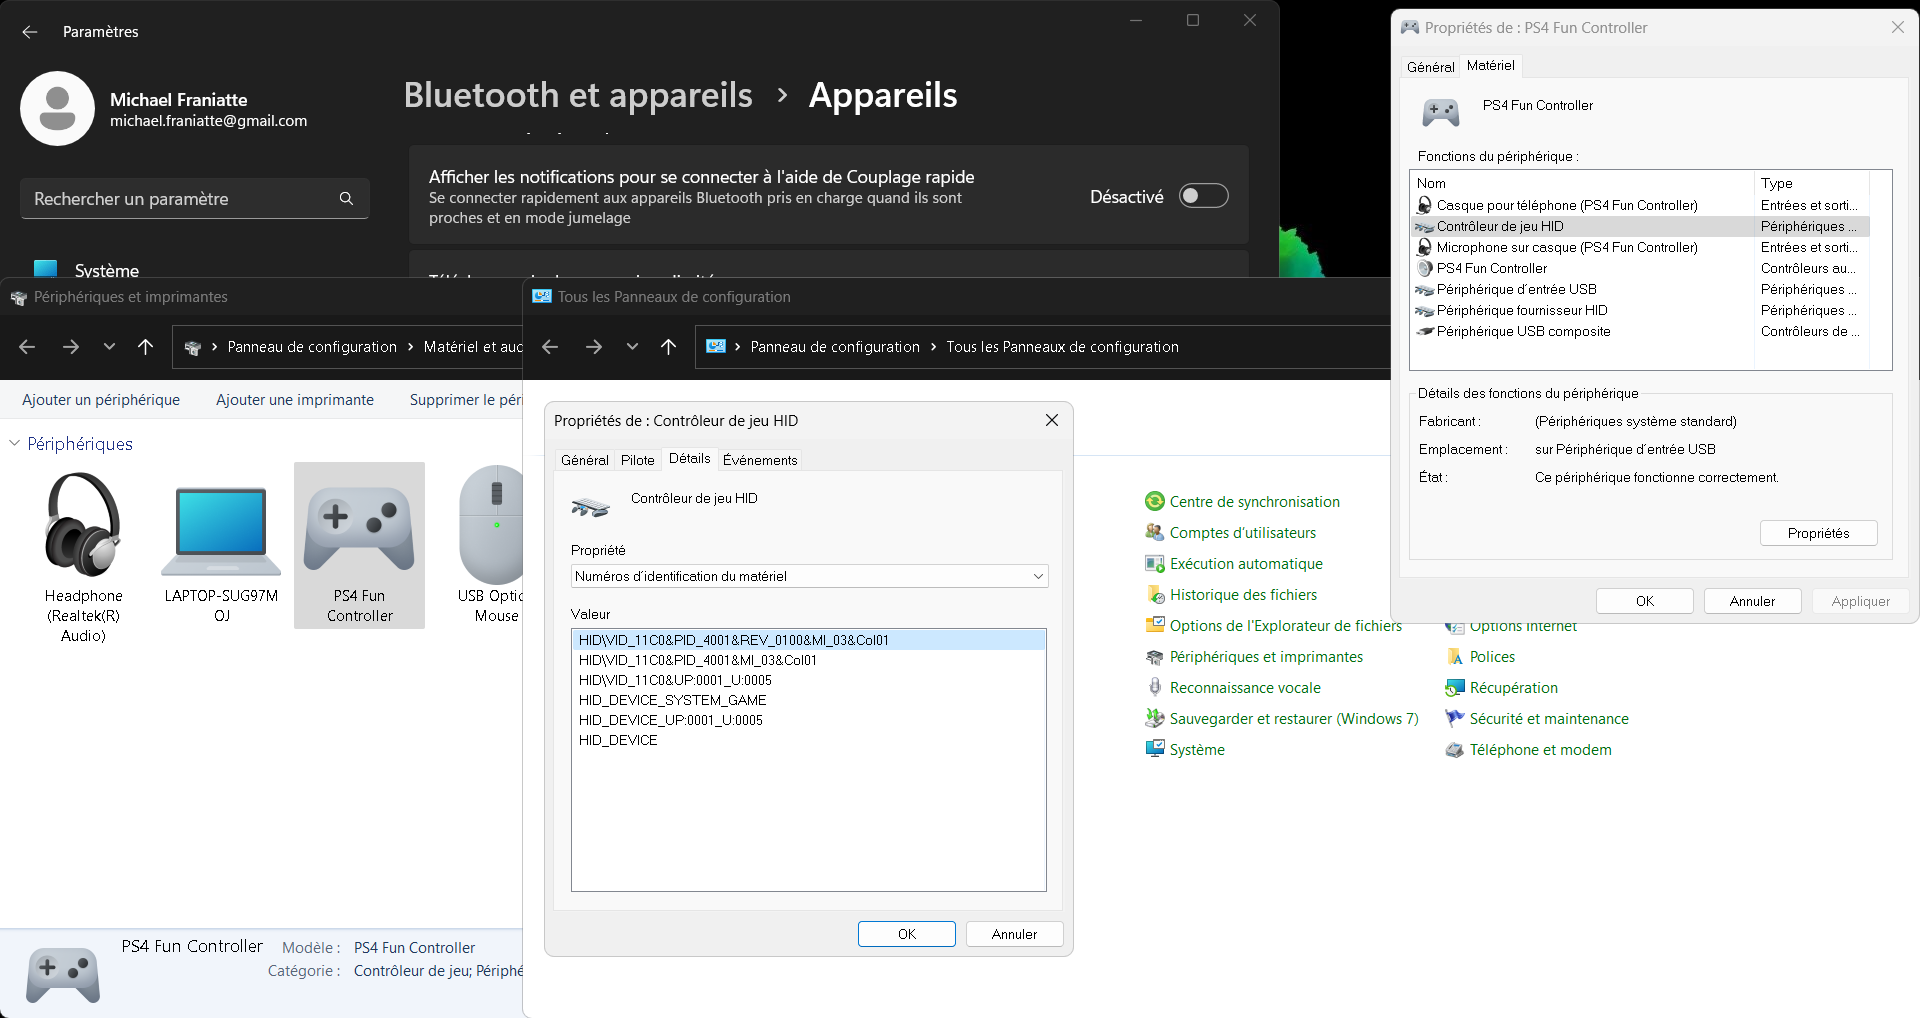 Paramètres
Michael Franiatte
michael.franiatte@gmail.com
Rechercher un paramètre
Système
Bluetooth et appareils > Appareils
Afficher les notifications pour se connecter à l'aide de Couplage rapide
Se connecter rapidement aux appareils Bluetooth pris en charge quand ils sont
proches et en mode jumelage
Désactivé
Périphériques et imprimantes
Panneau de configuration > Matériel et aud
Ajouter un périphérique
Ajouter une imprimante
Supprimer le péri
Périphériques
Headphone
(Realtek(R)
Audio)
LAPTOP-SUG97M
OJ
PS4 Fun
Controller
USB Optic
Mouse
PS4 Fun Controller
Modèle : PS4 Fun Controller
Catégorie : Contrôleur de jeu; Périphé
Tous les Panneaux de configuration
Panneau de configuration > Tous les Panneaux de configuration
Propriétés de : Contrôleur de jeu HID
Général
Pilote
Détails
Événements
Contrôleur de jeu HID
Propriété
Numéros d'identification du matériel
Valeur
HID\VID_11C0&PID_4001&REV_0100&MI_03&Col01
HID\VID_11C0&PID_4001&MI_03&Col01
HID\VID_11C0&UP:0001_U:0005
HID_DEVICE_SYSTEM_GAME
HID_DEVICE_UP:0001_U:0005
HID_DEVICE
OK
Annuler
Centre de synchronisation
Comptes d'utilisateurs
Exécution automatique
Historique des fichiers
Options de l'Explorateur de fichiers
Périphériques et imprimantes
Reconnaissance vocale
Sauvegarder et restaurer (Windows 7)
Système
Options Internet
Polices
Récupération
Sécurité et maintenance
Téléphone et modem
Propriétés de : PS4 Fun Controller
Général
Matériel
PS4 Fun Controller
Fonctions du périphérique :
Nom Type
Casque pour téléphone (PS4 Fun Controller) Entrées et sorti...
Contrôleur de jeu HID Périphériques ...
Microphone sur casque (PS4 Fun Controller) Entrées et sorti...
PS4 Fun Controller Contrôleurs au...
Périphérique d'entrée USB Périphériques ...
Périphérique fournisseur HID Périphériques ...
Périphérique USB composite Contrôleurs de ...
Détails des fonctions du périphérique
Fabricant : (Périphériques système standard)
Emplacement : sur Périphérique d'entrée USB
État : Ce périphérique fonctionne correctement.
Propriétés
OK
Annuler
Appliquer